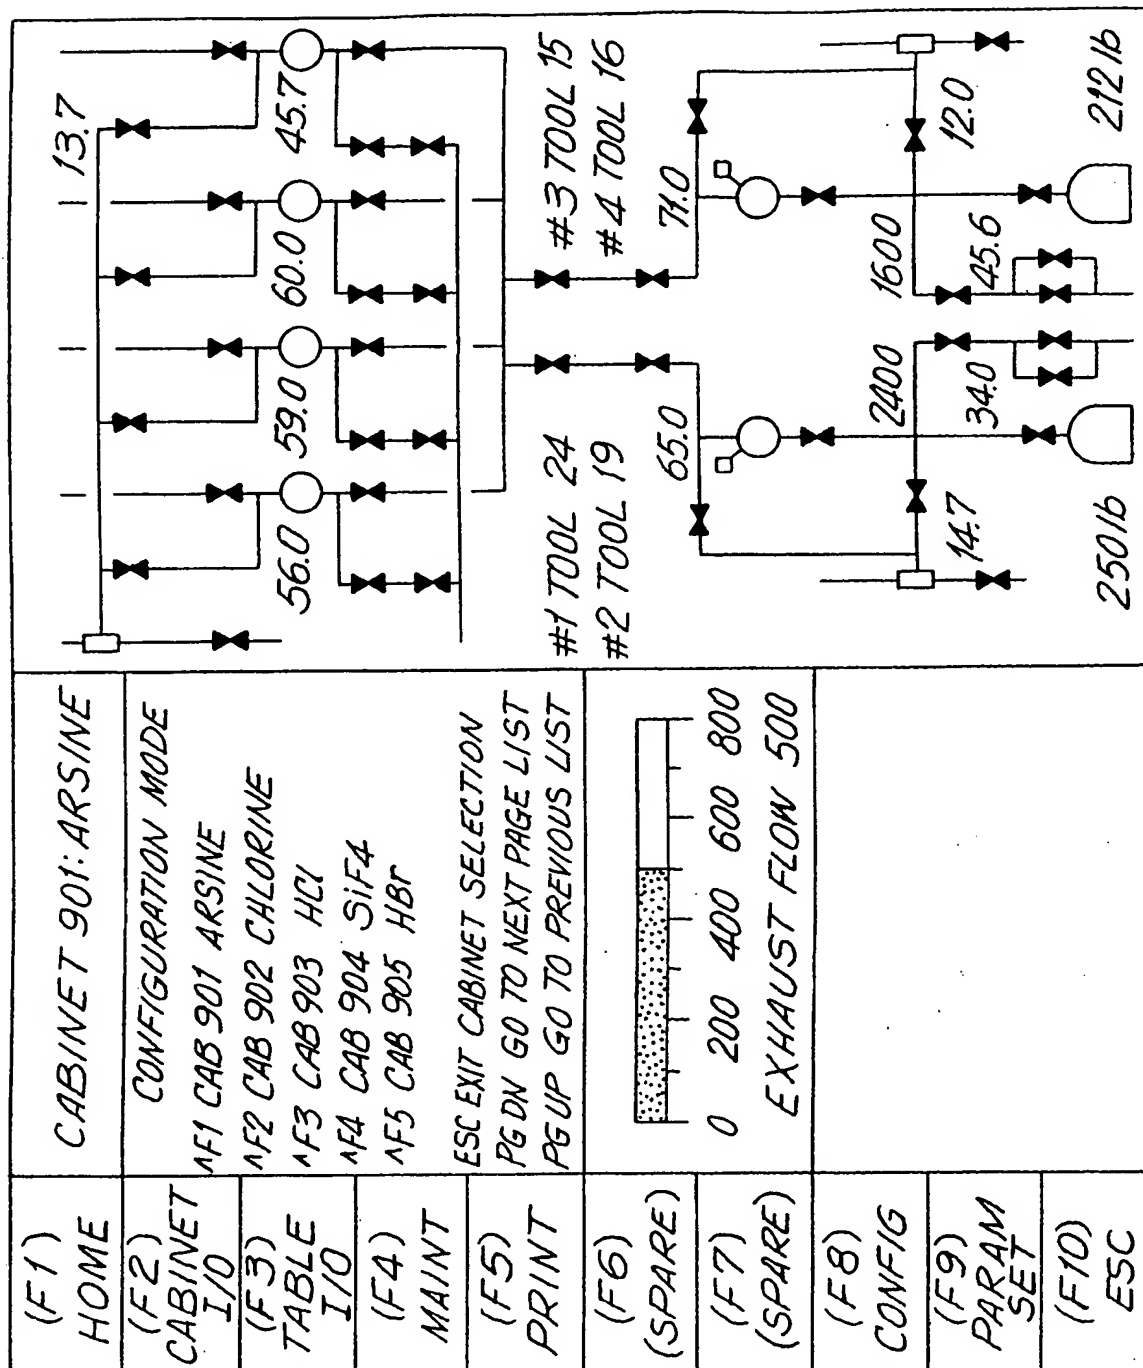 (F1)
HOME
(F2)
CABINET
I/O
(F3)
TABLE
I/O
(F4)
MAINT
(F5)
PRINT
(F6)
(SPARE)
(F7)
(SPARE)
(F8)
CONFIG
(F9)
PARAM
SET
(F10)
ESC
CABINET 901: ARSINE
CONFIGURATION MODE
^F1 CAB 901 ARSINE
^F2 CAB 902 CHLORINE
^F3 CAB 903 HCl
^F4 CAB 904 SiF4
^F5 CAB 905 HBr
ESC EXIT CABINET SELECTION
PG DN GO TO NEXT PAGE LIST
PG UP GO TO PREVIOUS LIST
0 200 400 600 800
EXHAUST FLOW 500
13.7
56.0 59.0 60.0 45.7
#1 TOOL 24
#2 TOOL 19
#3 TOOL 15
#4 TOOL 16
65.0 71.0
2400 1600
14.7 34.0 45.6 12.0
250 lb 212 lb